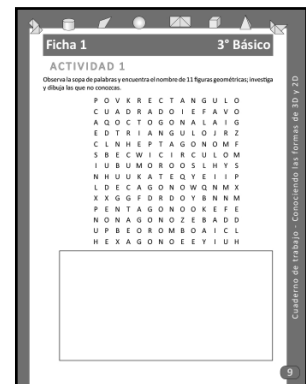 Ficha 1
3° Básico
ACTIVIDAD 1
Observa la sopa de palabras y encuentra el nombre de 11 figuras geométricas; investiga
y dibuja las que no conozcas.
P O V K R E C T A N G U L O
C U A D R A D O I E F A V O
A Q O C T O G O N A L A I G
E D T R I A N G U L O J R Z
C L N H E P T A G O N O M F
S B E C W I C I R C U L O M
I U B U M O R O O S L H Y S
N H U U K A T E Q Y E I I P
L D E C A G O N O W Q N M X
X X G G F D R D O Y B N N M
P E N T A G O N O O K E F E
N O N A G O N O Z E B A D D
U P B E O R O M B O A I C L
H E X A G O N O E E Y I U H
Cuaderno de trabajo - Conociendo las formas de 3D y 2D
9